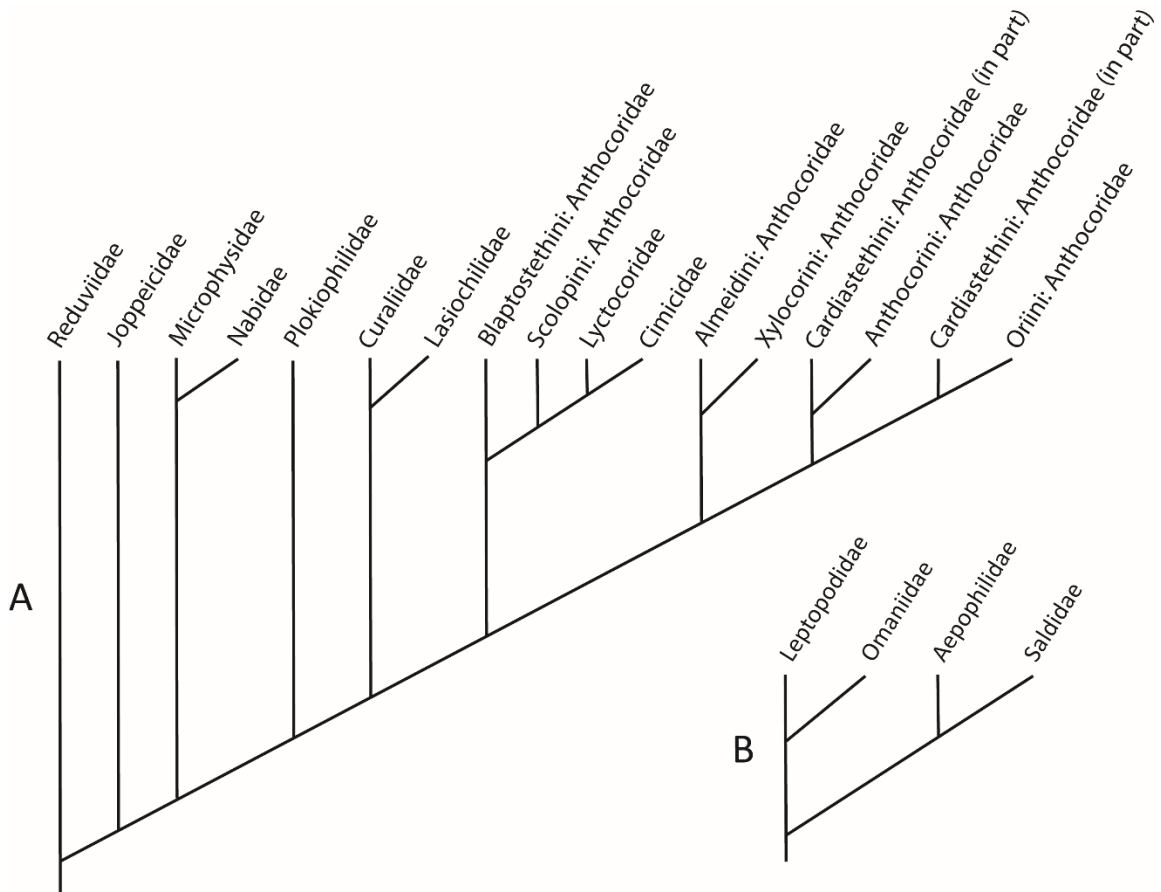 Reduviidae
Joppeicidae
Microphysidae
Nabidae
Plokiophilidae
Curaliidae
Lasiochilidae
Blaptostethini: Anthocoridae
Scolopini: Anthocoridae
Lyctocoridae
Cimicidae
Almeidini: Anthocoridae
Xylocorini: Anthocoridae
Cardiastethini: Anthocoridae (in part)
Anthocorini: Anthocoridae
Cardiastethini: Anthocoridae (in part)
Oriini: Anthocoridae
A
Leptopodidae
Omaniidae
Aepophilidae
Saldidae
B